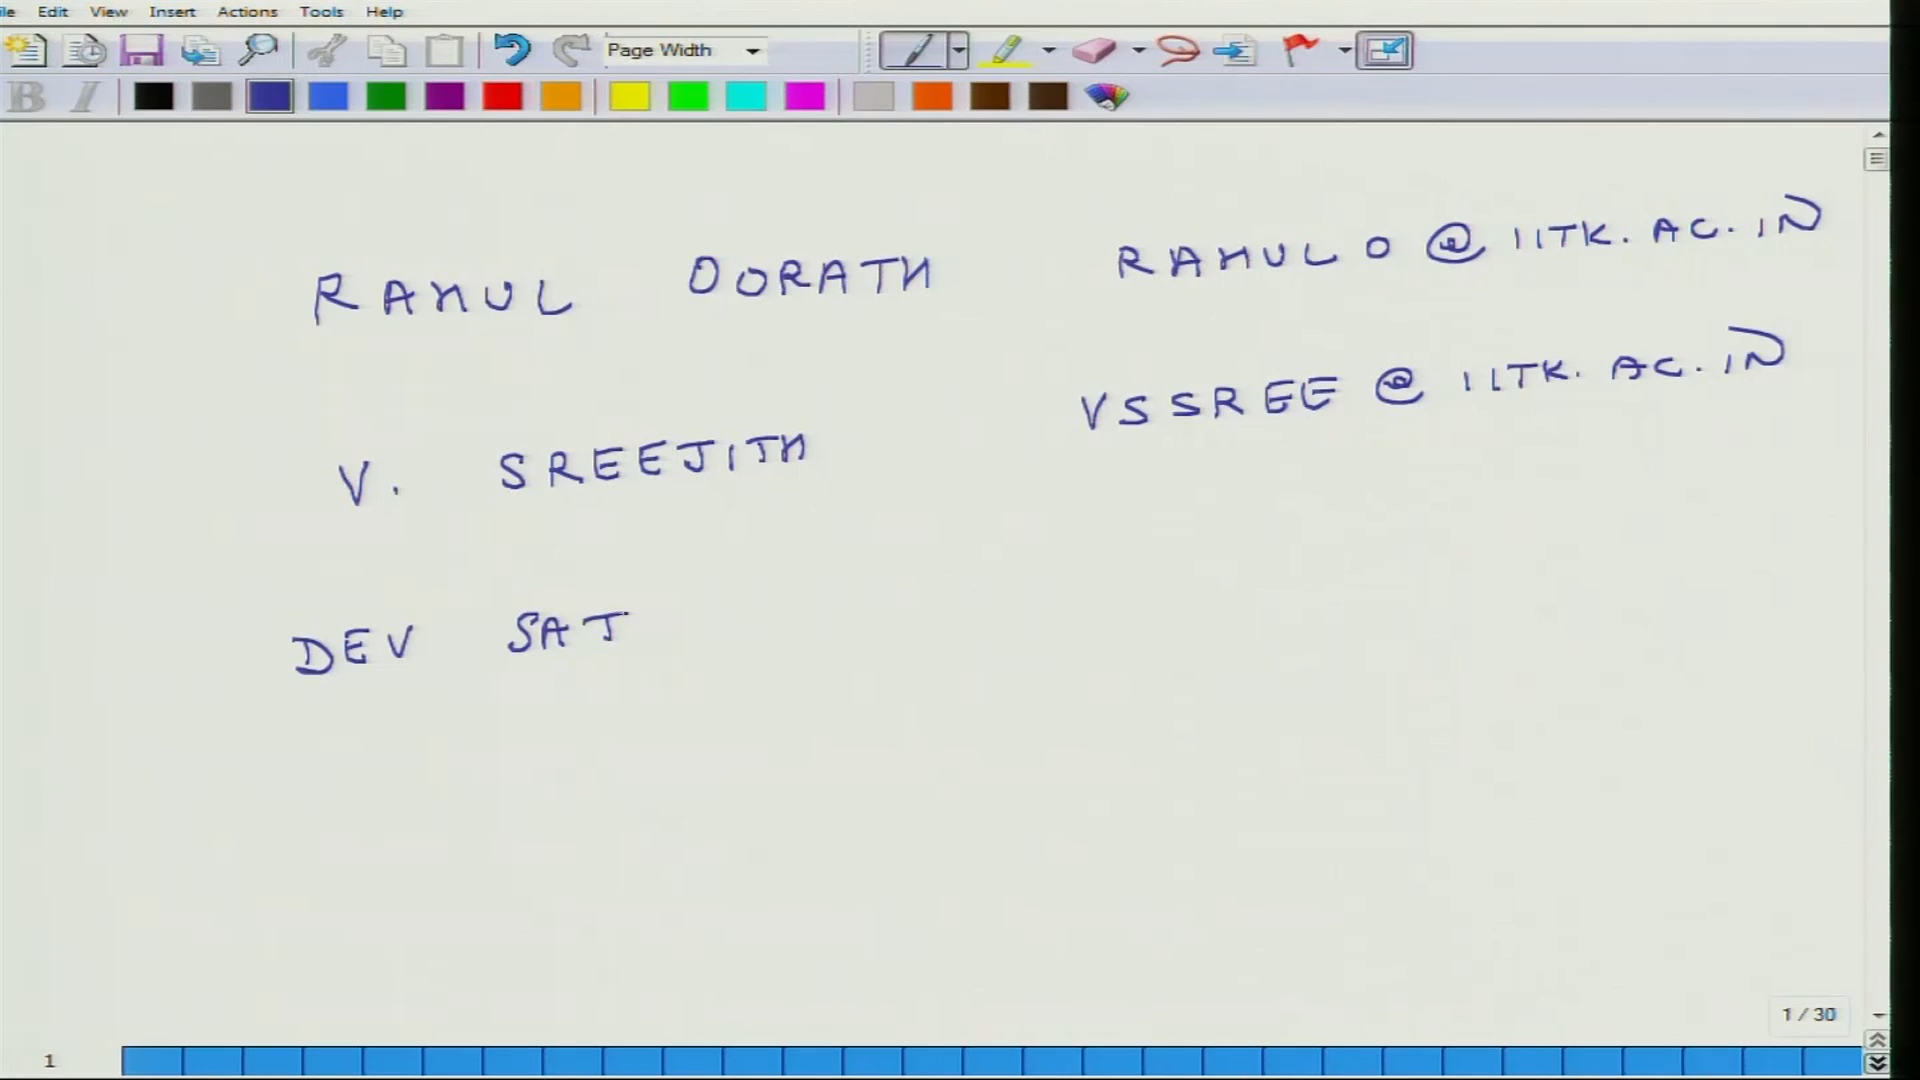 ile Edit View Insert Actions Tools Help
Page Width
B I
RAHUL OORATH RAHULO@IITK.AC.IN
V. SREEJITH VSSREE@IITK.AC.IN
DEV SAJ
1 / 30
1